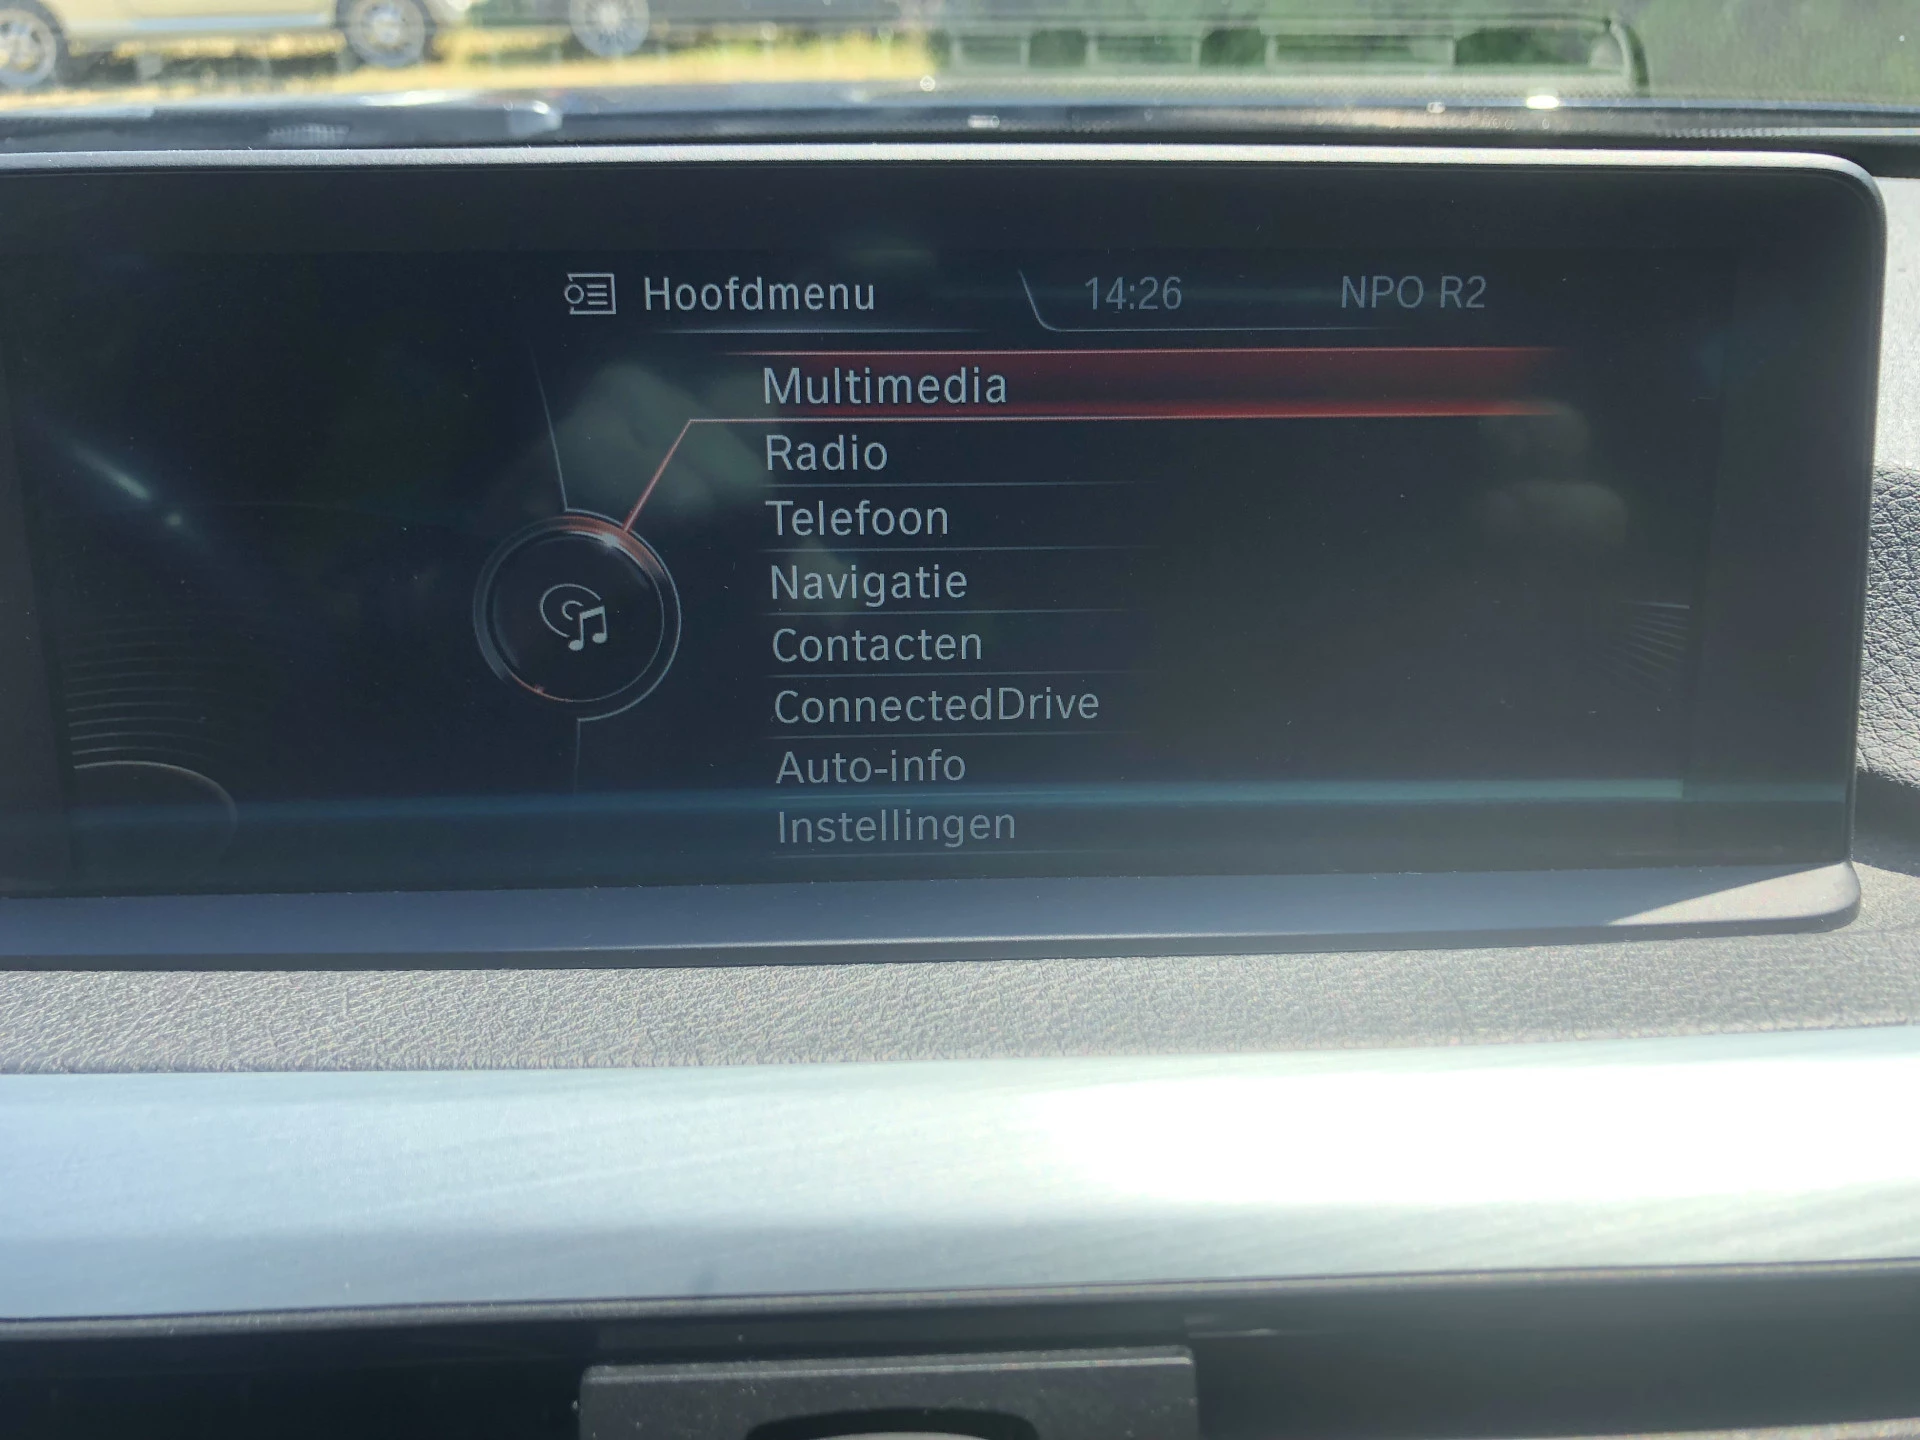 Hoofdmenu 14:26 NPO R2
Multimedia
Radio
Telefoon
Navigatie
Contacten
ConnectedDrive
Auto-info
Instellingen